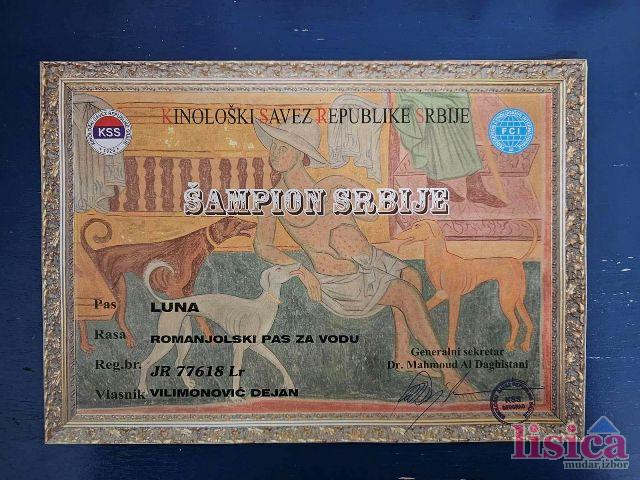 KINOLOŠKI SAVEZ REPUBLIKE SRBIJE
KSS
FCI
ŠAMPION SRBIJE
Pas LUNA
Rasa ROMANJOLSKI PAS ZA VODU
Reg.br. JR 77618 Lr
Vlasnik VILIMONOVIĆ DEJAN
Generalni sekretar
Dr. Mahmoud Al Daghistani
KSS
BEOGRAD
lisica
mudar,izbor